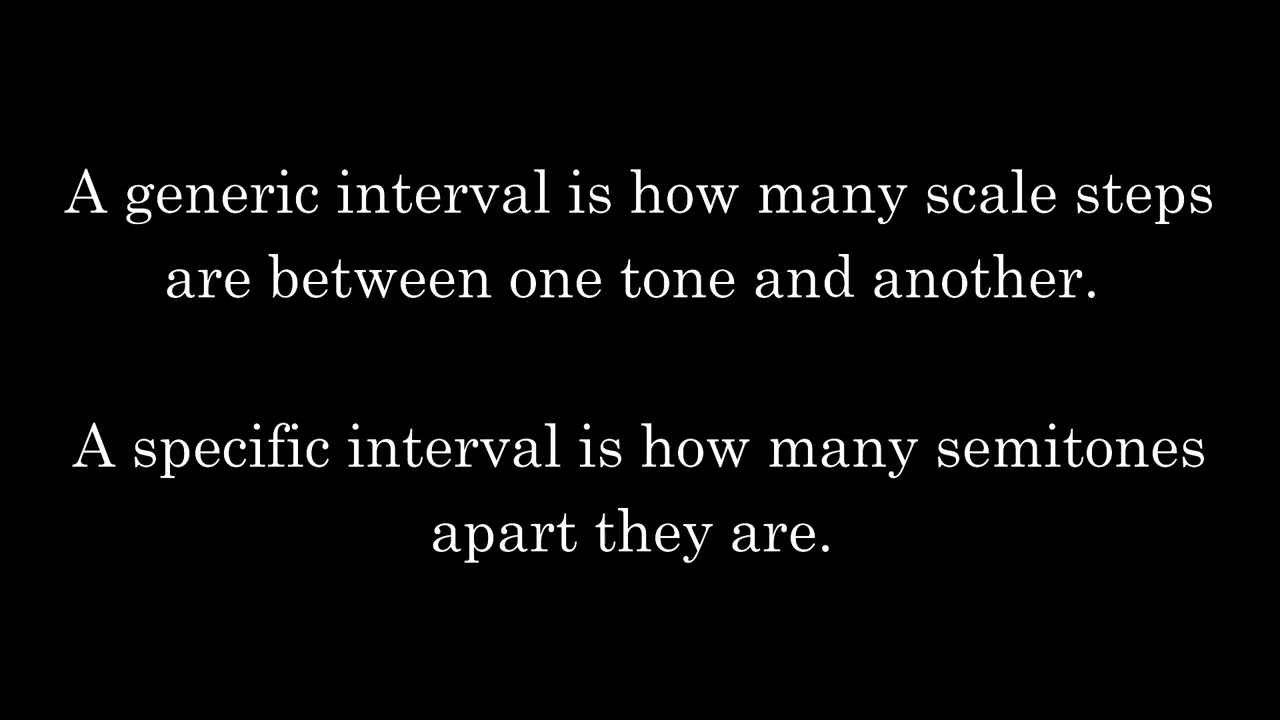 A generic interval is how many scale steps
are between one tone and another.
A specific interval is how many semitones
apart they are.